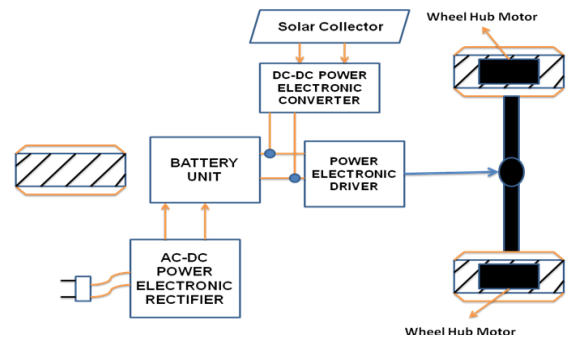 Wheel Hub Motor
Solar Collector
DC-DC POWER
ELECTRONIC
CONVERTER
BATTERY
UNIT
POWER
ELECTRONIC
DRIVER
AC-DC
POWER
ELECTRONIC
RECTIFIER
Wheel Hub Motor